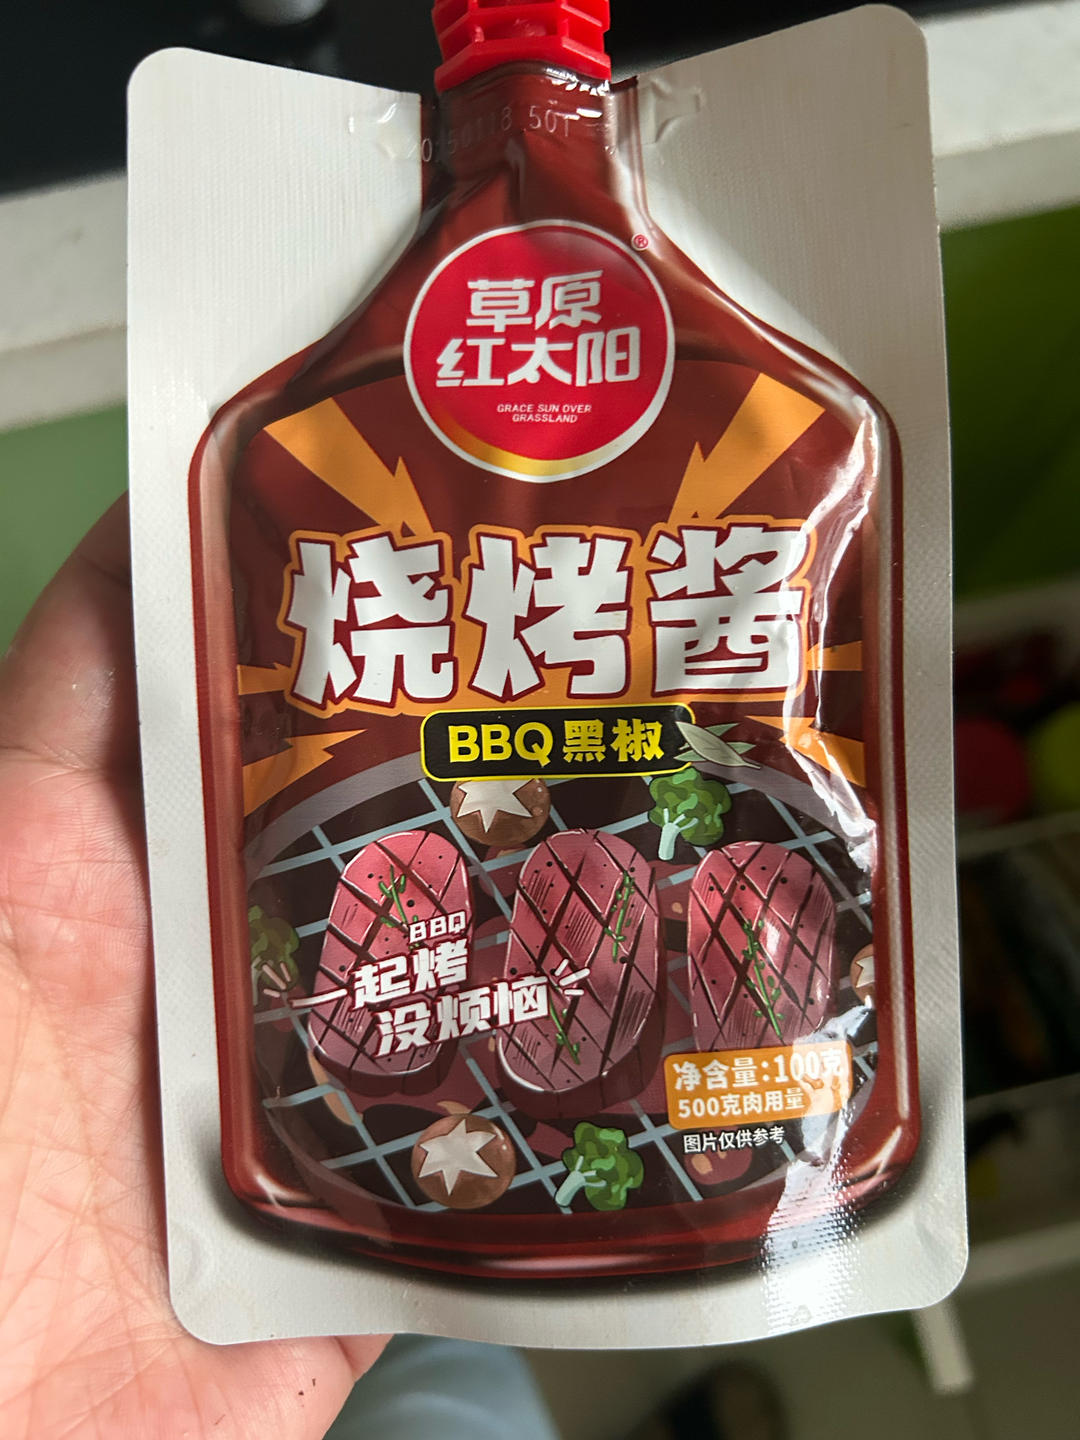 20250118 501
草原
红太阳
®
GRACE SUN OVER
GRASSLAND
烧烤酱
BBQ黑椒
BBQ
一起烤
没烦恼
净含量:100克
500克肉用量
图片仅供参考